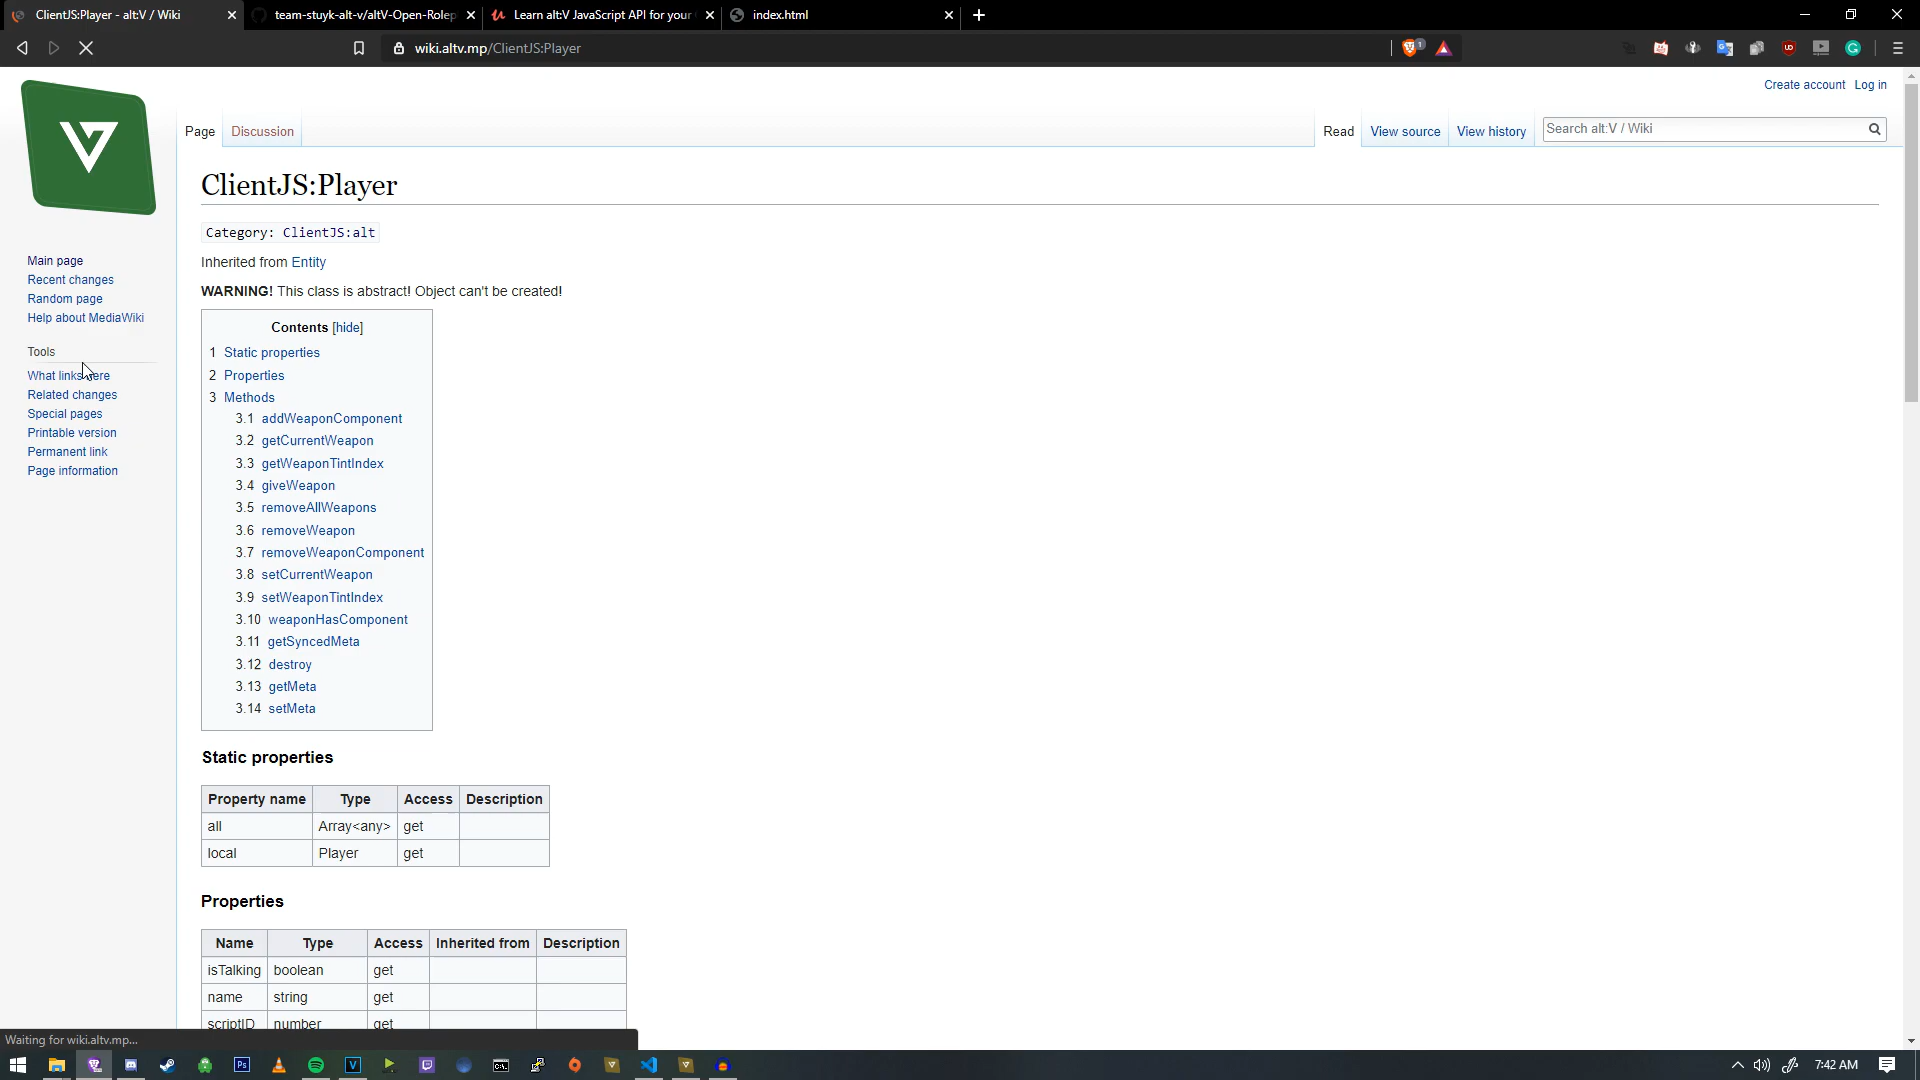 ClientJS:Player - alt:V / Wiki
team-stuyk-alt-v/altV-Open-Rolep
Learn alt:V JavaScript API for your
index.html
wiki.altv.mp/ClientJS:Player
Create account Log in
Page Discussion
Read View source View history Search alt:V / Wiki
ClientJS:Player
Category: ClientJS:alt
Inherited from Entity
WARNING! This class is abstract! Object can't be created!
Main page
Recent changes
Random page
Help about MediaWiki
Tools
What links here
Related changes
Special pages
Printable version
Permanent link
Page information
Contents [hide]
1 Static properties
2 Properties
3 Methods
3.1 addWeaponComponent
3.2 getCurrentWeapon
3.3 getWeaponTintIndex
3.4 giveWeapon
3.5 removeAllWeapons
3.6 removeWeapon
3.7 removeWeaponComponent
3.8 setCurrentWeapon
3.9 setWeaponTintIndex
3.10 weaponHasComponent
3.11 getSyncedMeta
3.12 destroy
3.13 getMeta
3.14 setMeta
Static properties
Property name Type Access Description
all Array<any> get
local Player get
Properties
Name Type Access Inherited from Description
isTalking boolean get
name string get
scriptID number get
Waiting for wiki.altv.mp...
7:42 AM